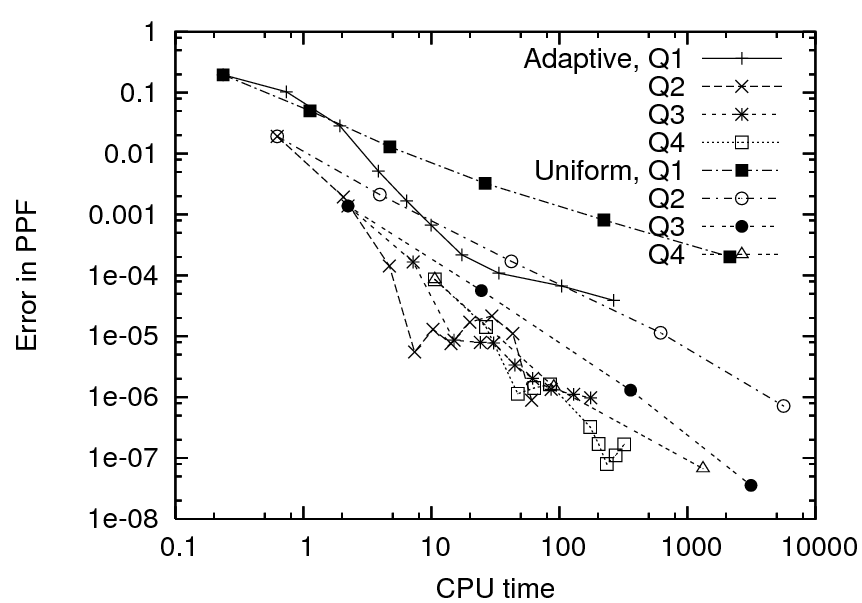 1
0.1
0.01
0.001
1e-04
1e-05
1e-06
1e-07
1e-08
Error in PPF
Adaptive, Q1
Q2
Q3
Q4
Uniform, Q1
Q2
Q3
Q4
0.1 1 10 100 1000 10000
CPU time